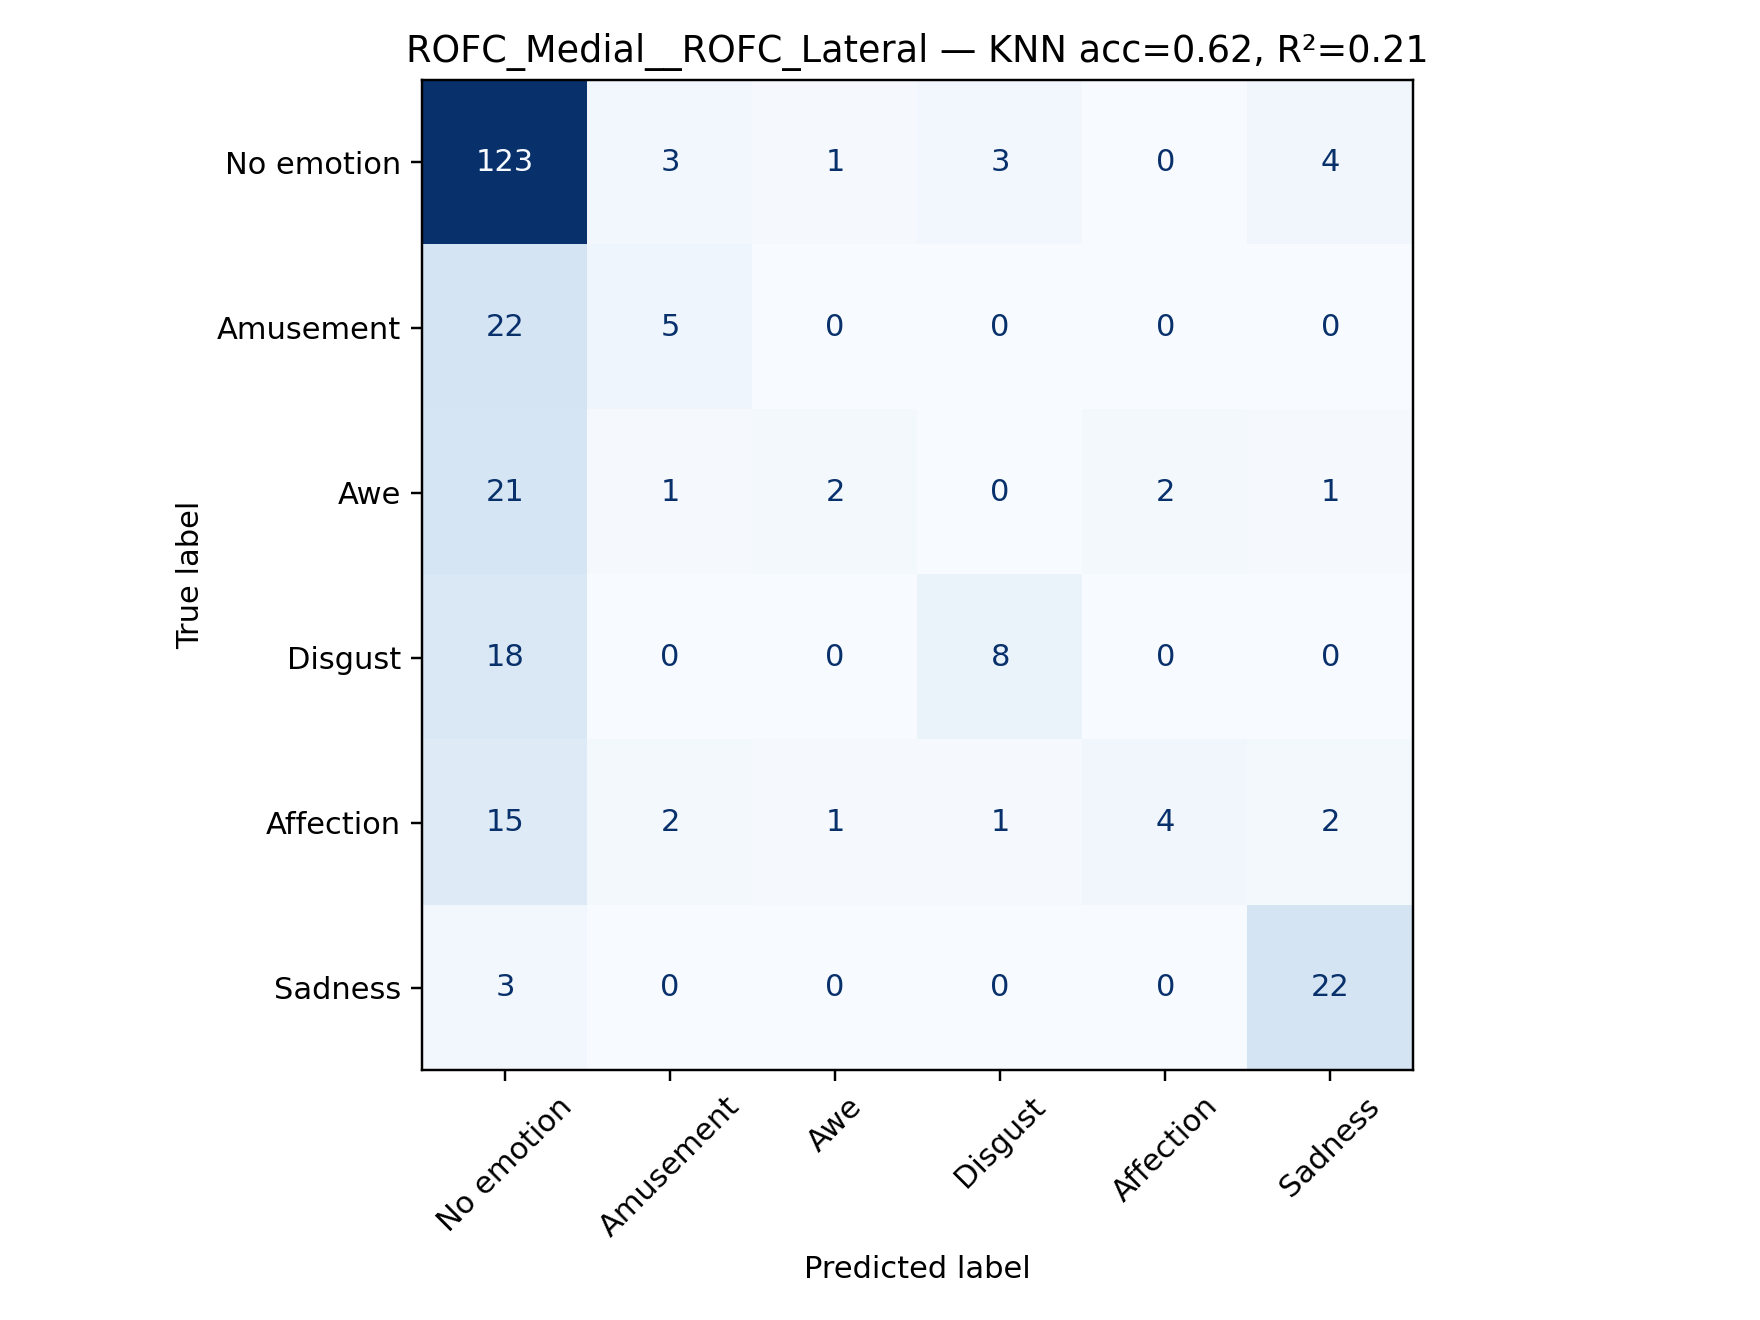 ROFC_Medial__ROFC_Lateral — KNN acc=0.62, R²=0.21
No emotion 123 3 1 3 0 4
Amusement 22 5 0 0 0 0
Awe 21 1 2 0 2 1
Disgust 18 0 0 8 0 0
Affection 15 2 1 1 4 2
Sadness 3 0 0 0 0 22
True label
No emotion Amusement Awe Disgust Affection Sadness
Predicted label